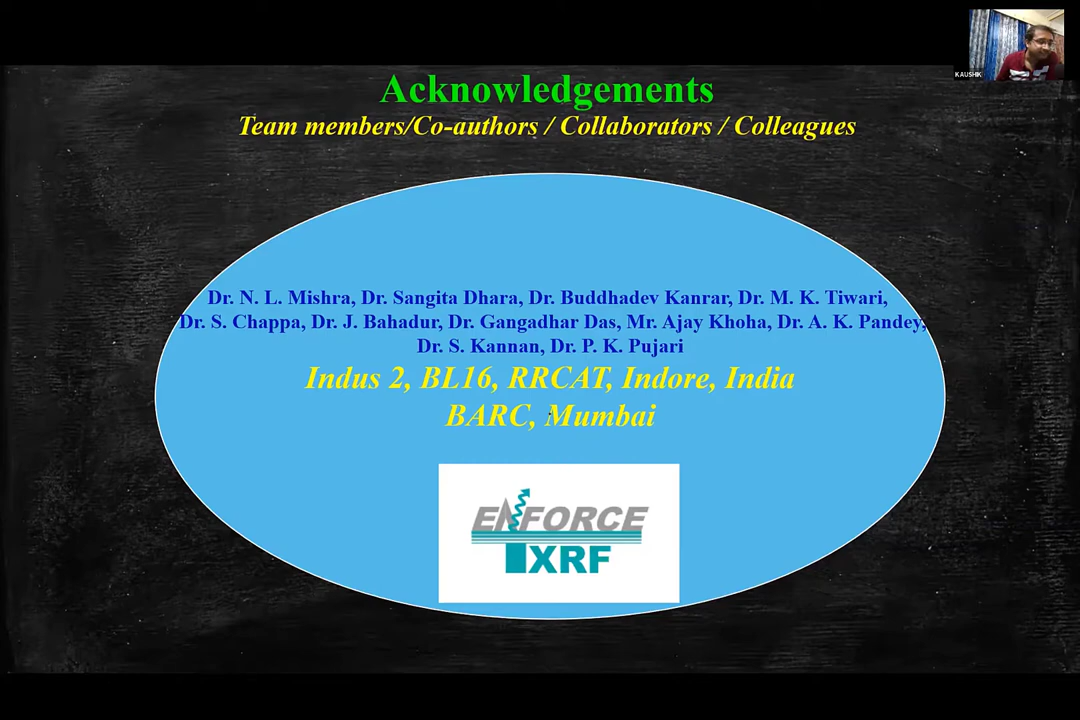 KAUSHIK
Acknowledgements
Team members/Co-authors / Collaborators / Colleagues
Dr. N. L. Mishra, Dr. Sangita Dhara, Dr. Buddhadev Kanrar, Dr. M. K. Tiwari,
Dr. S. Chappa, Dr. J. Bahadur, Dr. Gangadhar Das, Mr. Ajay Khoha, Dr. A. K. Pandey,
Dr. S. Kannan, Dr. P. K. Pujari
Indus 2, BL16, RRCAT, Indore, India
BARC, Mumbai
ENFORCE
TXRF